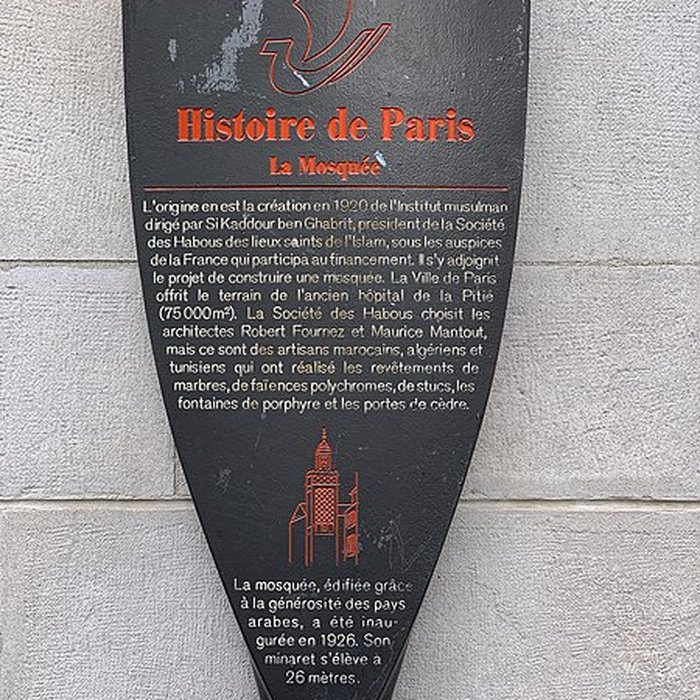 Histoire de Paris
La Mosquée
L'origine en est la création en 1920 de l'Institut musulman
dirigé par Si Kaddour ben Ghabrit, président de la Société
des Habous des lieux saints de l'Islam, sous les auspices
de la France qui participa au financement. Il s'y adjoignit
le projet de construire une mosquée. La Ville de Paris
offrit le terrain de l'ancien hôpital de la Pitié
(75 000 m²). La Société des Habous choisit les
architectes Robert Fournez et Maurice Mantout,
mais ce sont des artisans marocains, algériens et
tunisiens qui ont réalisé les revêtements de
marbres, de faïences polychromes, de stucs, les
fontaines de porphyre et les portes de cèdre.
La mosquée, édifiée grâce
à la générosité des pays
arabes, a été inau-
gurée en 1926. Son
minaret s'élève à
26 mètres.